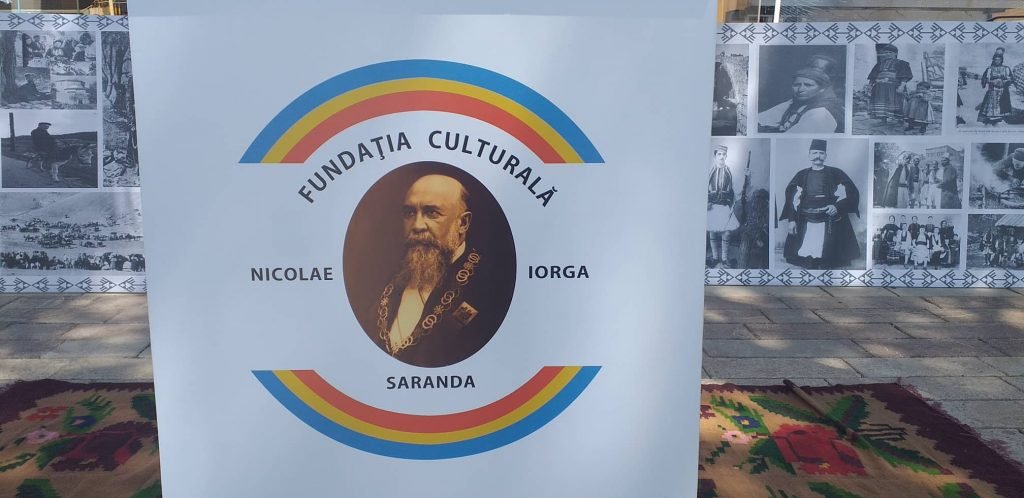 FUNDAŢIA CULTURALĂ
NICOLAE IORGA
SARANDA